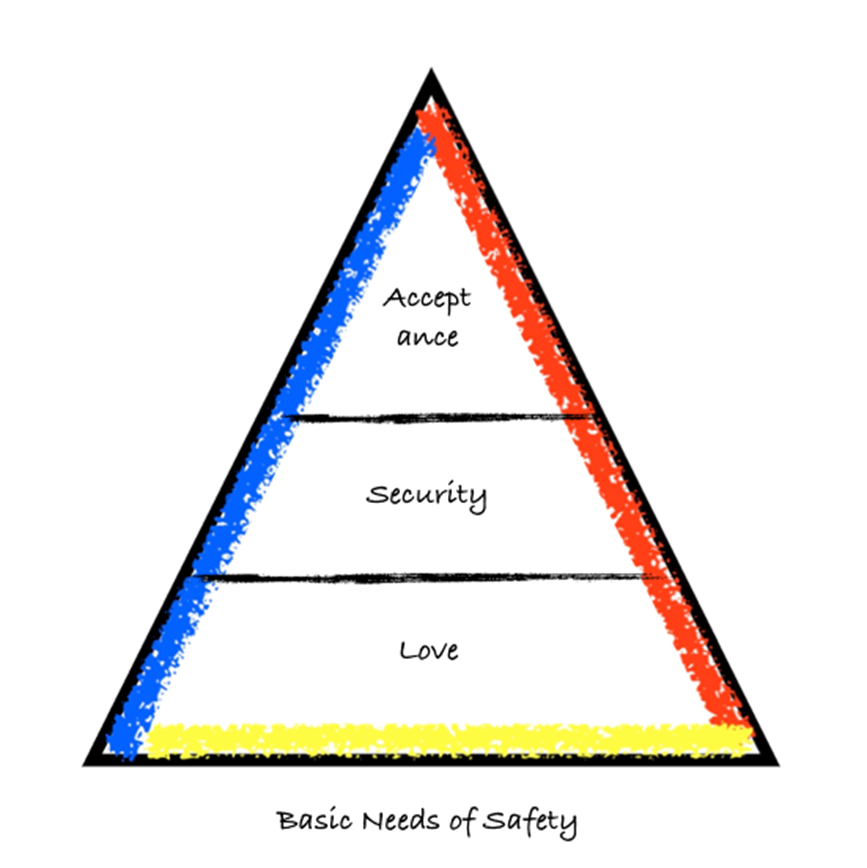 Accept
ance
Security
Love
Basic Needs of Safety